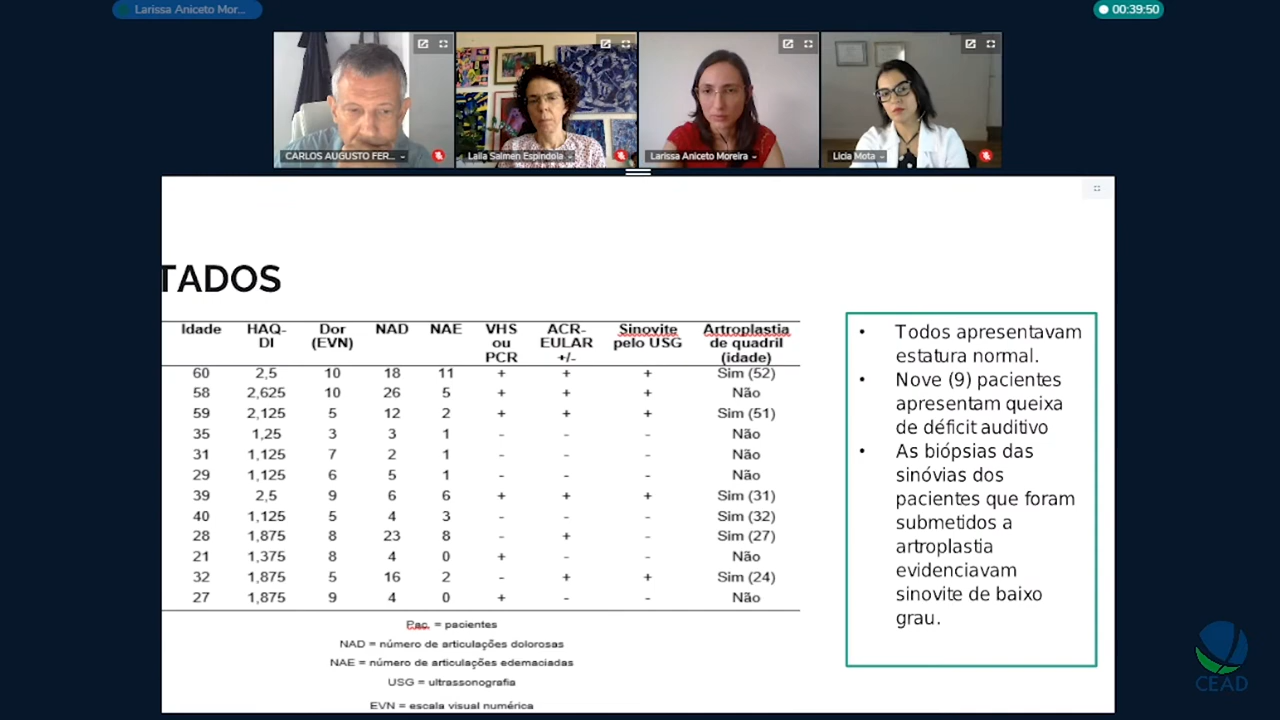 Larissa Aniceto Mor...
00:39:50
CARLOS AUGUSTO FER...
Laila Salmen Espindola
Larissa Aniceto Moreira
Licia Mota
TADOS
Idade HAQ-DI Dor (EVN) NAD NAE VHS ou PCR ACR-EULAR +/- Sinovite pelo USG Artroplastia de quadril (idade)
60 2,5 10 18 11 + + + Sim (52)
58 2,625 10 26 5 + + + Não
59 2,125 5 12 2 + + + Sim (51)
35 1,25 3 3 1 - - - Não
31 1,125 7 2 1 - - - Não
29 1,125 6 5 1 - - - Não
39 2,5 9 6 6 + + + Sim (31)
40 1,125 5 4 3 - - - Sim (32)
28 1,875 8 23 8 - + - Sim (27)
21 1,375 8 4 0 + - - Não
32 1,875 5 16 2 - + + Sim (24)
27 1,875 9 4 0 + - - Não
Pac. = pacientes
NAD = número de articulações dolorosas
NAE = número de articulações edemaciadas
USG = ultrassonografia
EVN = escala visual numérica
• Todos apresentavam
estatura normal.
• Nove (9) pacientes
apresentam queixa
de déficit auditivo
• As biópsias das
sinóvias dos
pacientes que foram
submetidos a
artroplastia
evidenciavam
sinovite de baixo
grau.
CEAD